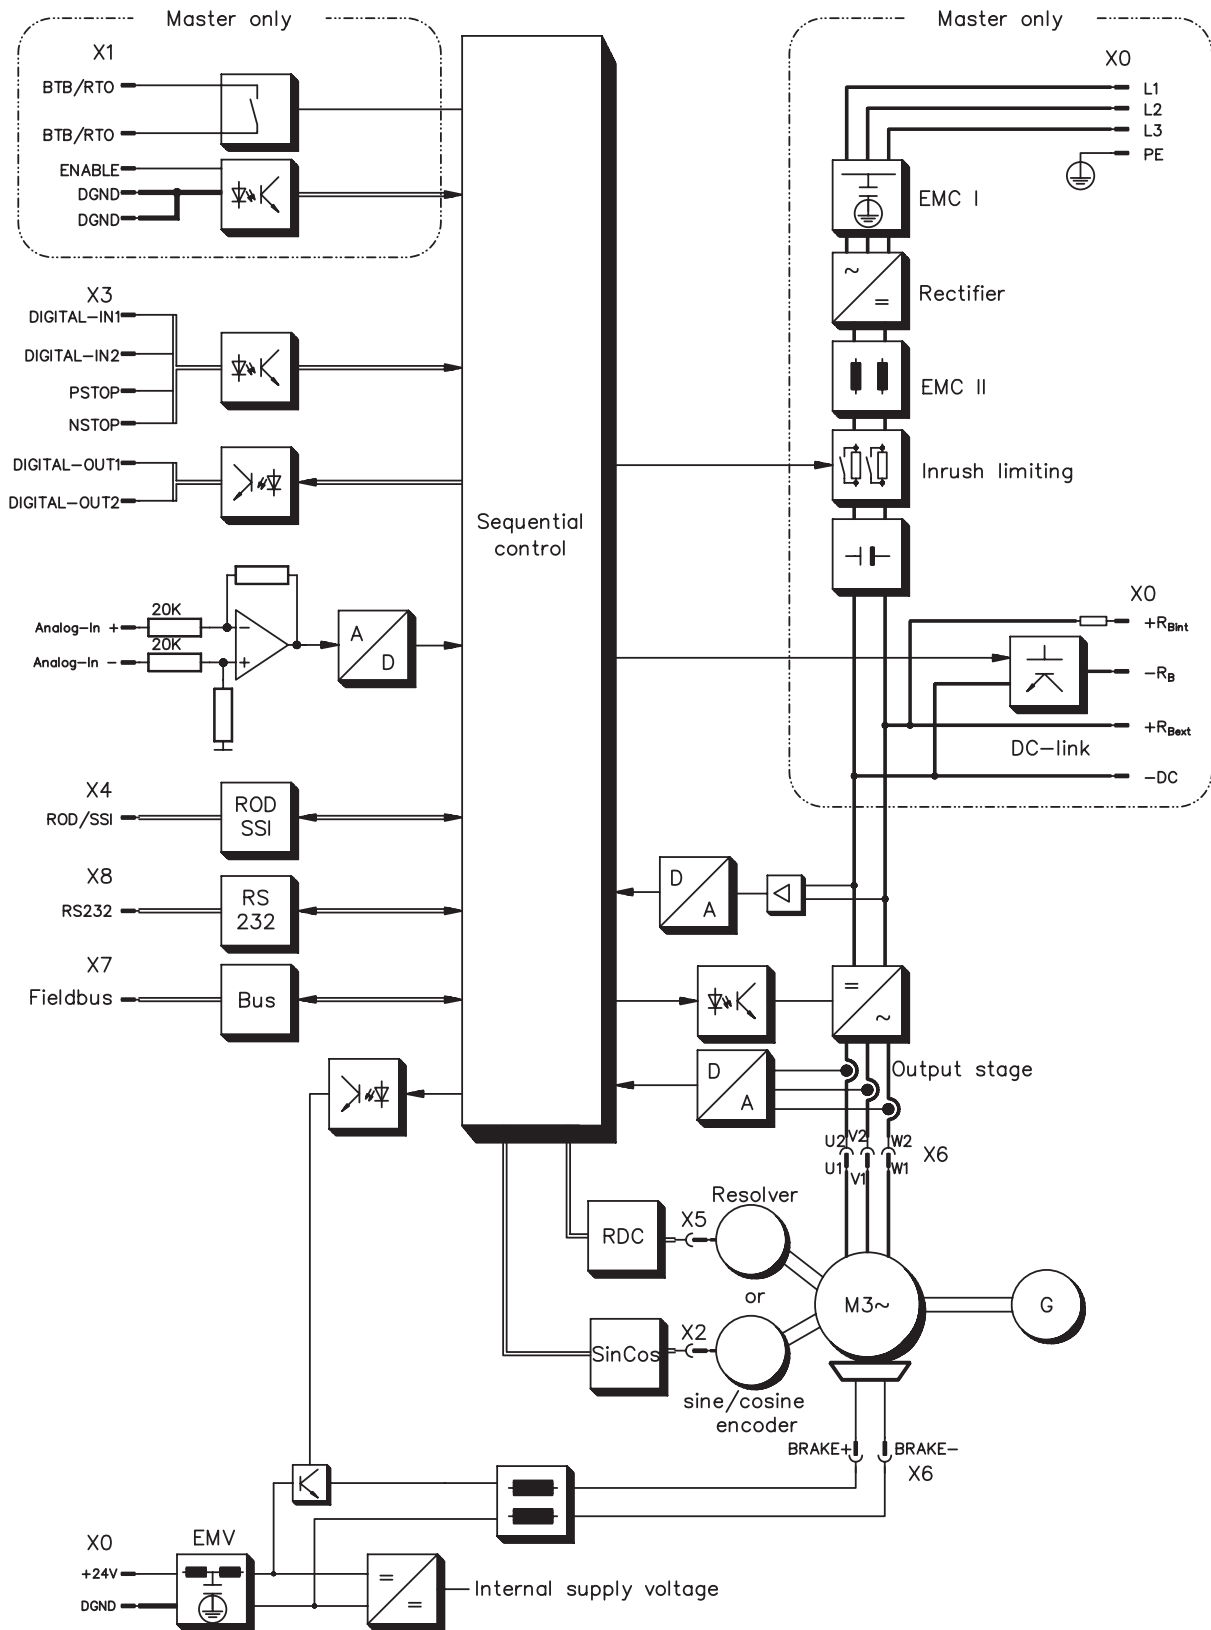 Master only
X1
BTB/RTO
BTB/RTO
ENABLE
DGND
DGND
X3
DIGITAL-IN1
DIGITAL-IN2
PSTOP
NSTOP
DIGITAL-OUT1
DIGITAL-OUT2
20K
Analog-In +
20K
Analog-In -
-
+
A
D
X4
ROD/SSI
ROD
SSI
X8
RS232
RS
232
X7
Fieldbus
Bus
Sequential
control
Master only
X0
L1
L2
L3
PE
EMC I
~
=
Rectifier
EMC II
Inrush limiting
X0
+RBint
-RB
+RBext
DC-link
-DC
D
A
=
~
Output stage
D
A
U2
V2
W2
X6
U1
V1
W1
Resolver
RDC
X5
or
M3~
G
SinCos
X2
sine/cosine
encoder
BRAKE+
BRAKE-
X6
X0
EMV
+24V
DGND
=
=
Internal supply voltage